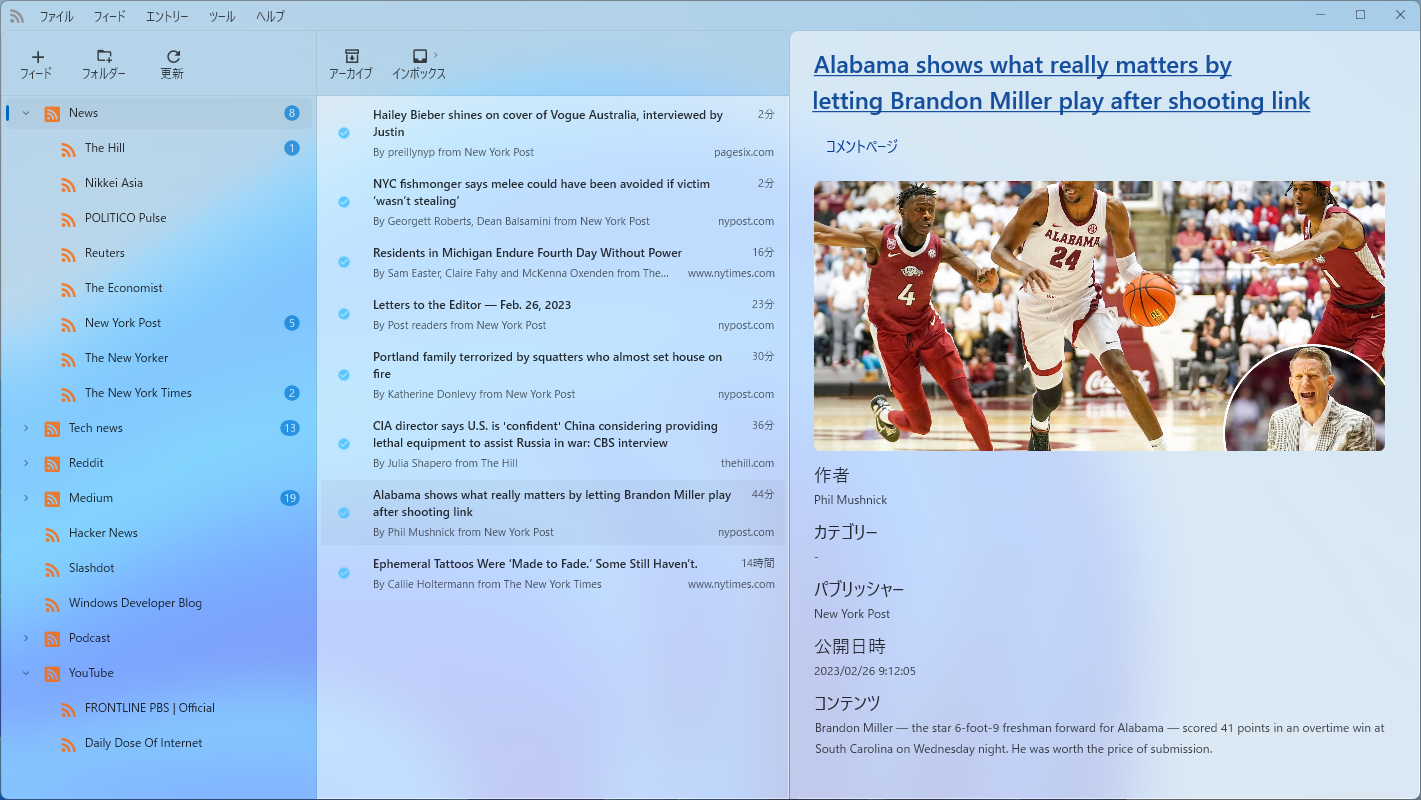 ファイル フィード エントリー ツール ヘルプ
フィード フォルダー 更新
アーカイブ インボックス
News 8
The Hill 1
Nikkei Asia
POLITICO Pulse
Reuters
The Economist
New York Post 5
The New Yorker
The New York Times 2
Tech news 13
Reddit
Medium 19
Hacker News
Slashdot
Windows Developer Blog
Podcast
YouTube
FRONTLINE PBS | Official
Daily Dose Of Internet
Hailey Bieber shines on cover of Vogue Australia, interviewed by 2分
Justin
By preillynyp from New York Post pagesix.com
NYC fishmonger says melee could have been avoided if victim 2分
‘wasn’t stealing’
By Georgett Roberts, Dean Balsamini from New York Post nypost.com
Residents in Michigan Endure Fourth Day Without Power 16分
By Sam Easter, Claire Fahy and McKenna Oxenden from The... www.nytimes.com
Letters to the Editor — Feb. 26, 2023 23分
By Post readers from New York Post nypost.com
Portland family terrorized by squatters who almost set house on 30分
fire
By Katherine Donlevy from New York Post nypost.com
CIA director says U.S. is 'confident' China considering providing 36分
lethal equipment to assist Russia in war: CBS interview
By Julia Shapero from The Hill thehill.com
Alabama shows what really matters by letting Brandon Miller play 44分
after shooting link
By Phil Mushnick from New York Post nypost.com
Ephemeral Tattoos Were ‘Made to Fade.’ Some Still Haven’t. 14時間
By Callie Holtermann from The New York Times www.nytimes.com
Alabama shows what really matters by
letting Brandon Miller play after shooting link
コメントページ
ALABAMA
24
4
Coca-Cola
作者
Phil Mushnick
カテゴリー
-
パブリッシャー
New York Post
公開日時
2023/02/26 9:12:05
コンテンツ
Brandon Miller — the star 6-foot-9 freshman forward for Alabama — scored 41 points in an overtime win at
South Carolina on Wednesday night. He was worth the price of submission.